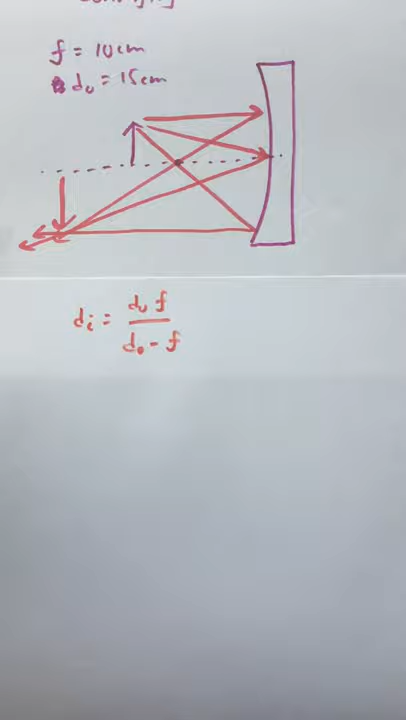 f = 10cm
do = 15cm
di = do f / do - f